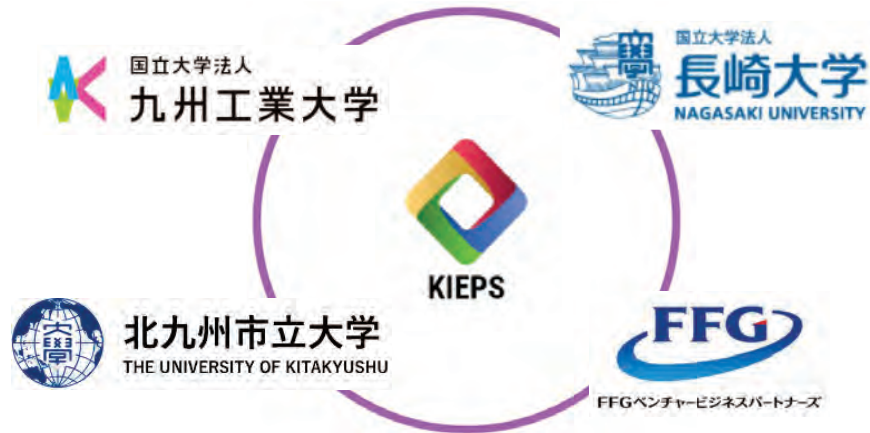 国立大学法人
九州工業大学
国立大学法人
長崎大学
NAGASAKI UNIVERSITY
KIEPS
北九州市立大学
THE UNIVERSITY OF KITAKYUSHU
FFG
FFGベンチャービジネスパートナーズ